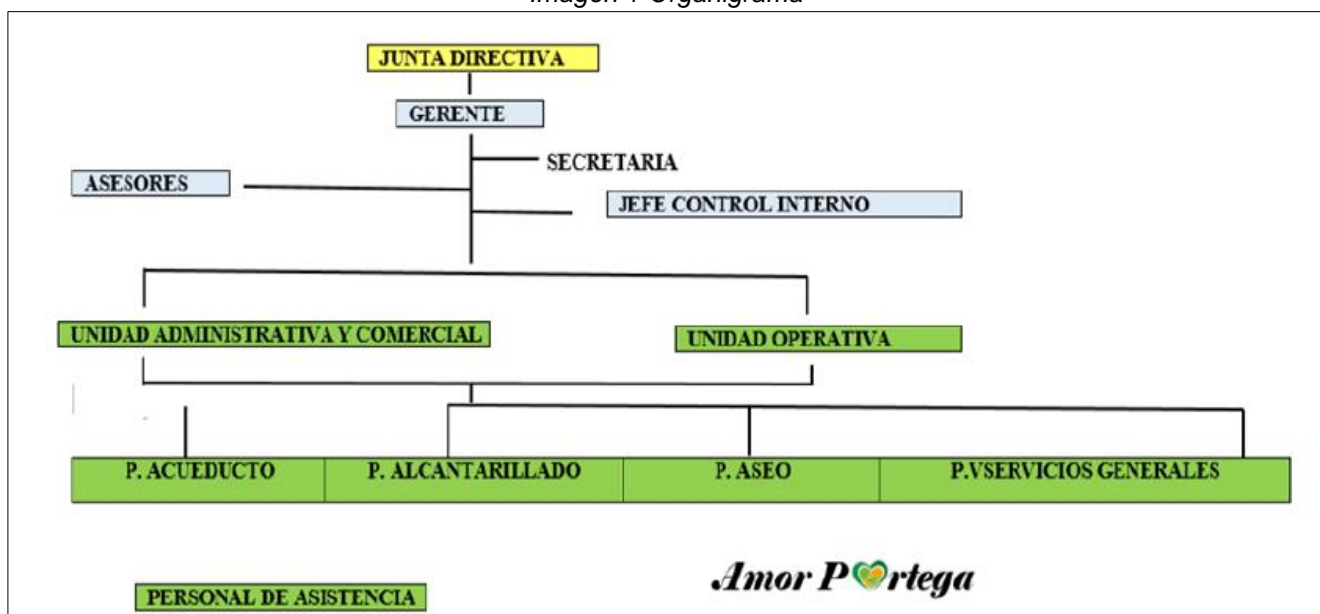 Imagen 1 Organigrama
JUNTA DIRECTIVA
GERENTE
SECRETARIA
ASESORES
JEFE CONTROL INTERNO
UNIDAD ADMINISTRATIVA Y COMERCIAL
UNIDAD OPERATIVA
P. ACUEDUCTO
P. ALCANTARILLADO
P. ASEO
P.VSERVICIOS GENERALES
Amor Portega
PERSONAL DE ASISTENCIA